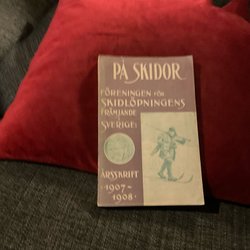 PÅ SKIDOR
FÖRENINGEN FÖR
SKIDLÖPNINGENS
FRÄMJANDE
I
SVERIGE:
ÅRSSKRIFT
1907-
1908